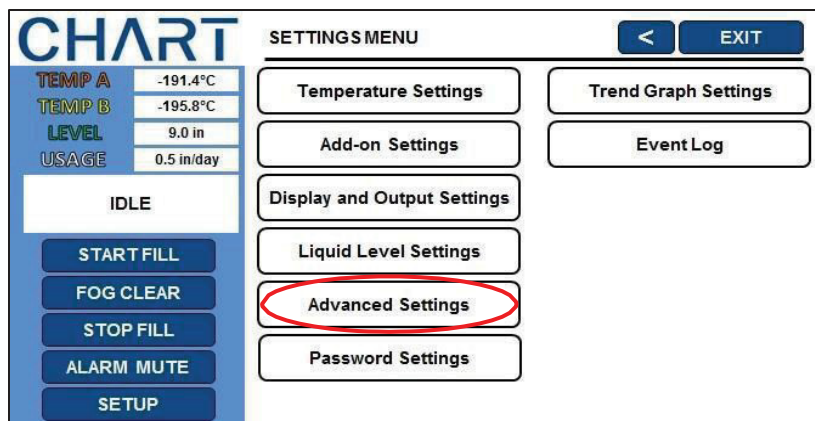 CHART
SETTINGS MENU
<
EXIT
TEMP A
-191.4°C
TEMP B
-195.8°C
LEVEL
9.0 in
USAGE
0.5 in/day
IDLE
START FILL
FOG CLEAR
STOP FILL
ALARM MUTE
SETUP
Temperature Settings
Add-on Settings
Display and Output Settings
Liquid Level Settings
Advanced Settings
Password Settings
Trend Graph Settings
Event Log